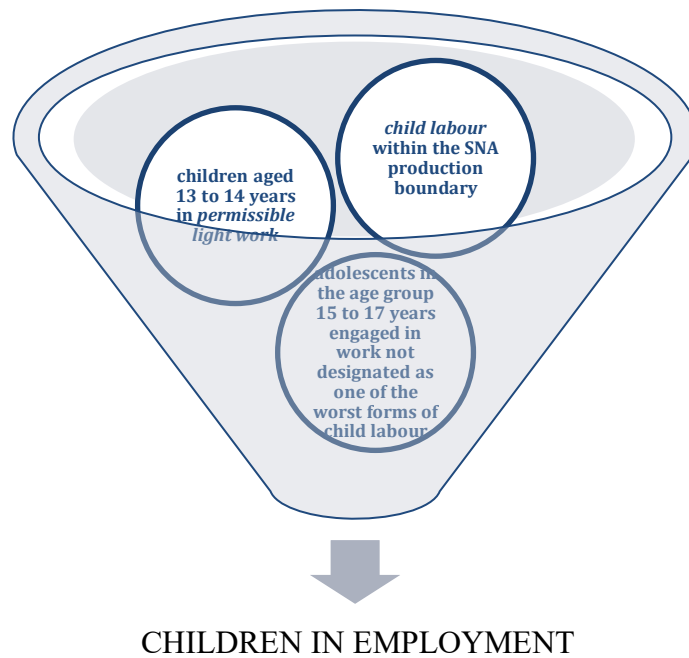 children aged
13 to 14 years
in permissible
light work
child labour
within the SNA
production
boundary
adolescents in
the age group
15 to 17 years
engaged in
work not
designated as
one of the
worst forms of
child labour
CHILDREN IN EMPLOYMENT